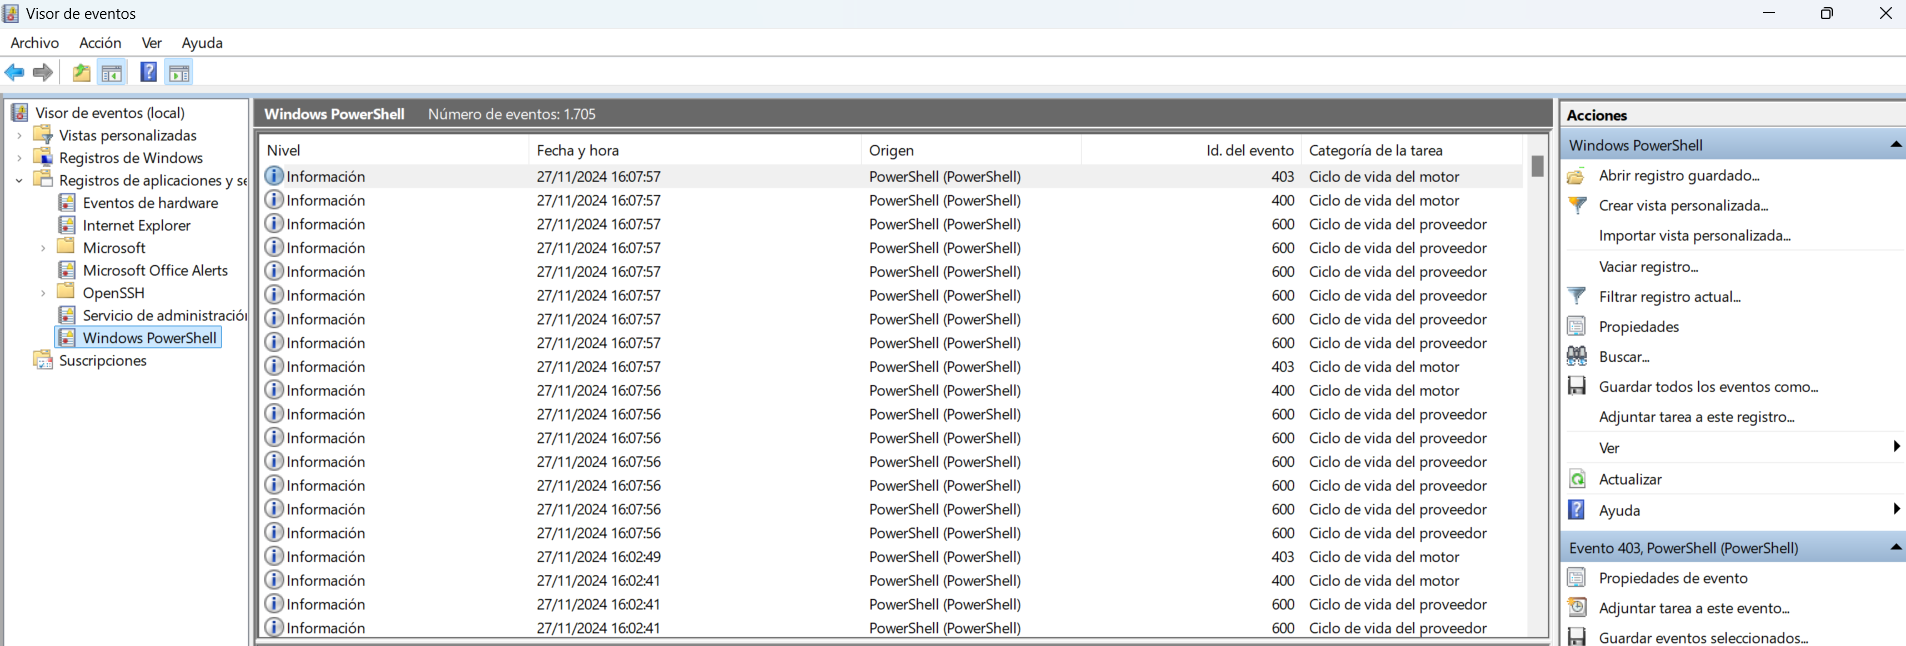 Visor de eventos
Archivo Acción Ver Ayuda
Visor de eventos (local)
Vistas personalizadas
Registros de Windows
Registros de aplicaciones y se
Eventos de hardware
Internet Explorer
Microsoft
Microsoft Office Alerts
OpenSSH
Servicio de administración
Windows PowerShell
Suscripciones
Windows PowerShell Número de eventos: 1.705
Nivel Fecha y hora Origen Id. del evento Categoría de la tarea
Información 27/11/2024 16:07:57 PowerShell (PowerShell) 403 Ciclo de vida del motor
Información 27/11/2024 16:07:57 PowerShell (PowerShell) 400 Ciclo de vida del motor
Información 27/11/2024 16:07:57 PowerShell (PowerShell) 600 Ciclo de vida del proveedor
Información 27/11/2024 16:07:57 PowerShell (PowerShell) 600 Ciclo de vida del proveedor
Información 27/11/2024 16:07:57 PowerShell (PowerShell) 600 Ciclo de vida del proveedor
Información 27/11/2024 16:07:57 PowerShell (PowerShell) 600 Ciclo de vida del proveedor
Información 27/11/2024 16:07:57 PowerShell (PowerShell) 600 Ciclo de vida del proveedor
Información 27/11/2024 16:07:57 PowerShell (PowerShell) 600 Ciclo de vida del proveedor
Información 27/11/2024 16:07:57 PowerShell (PowerShell) 403 Ciclo de vida del motor
Información 27/11/2024 16:07:56 PowerShell (PowerShell) 400 Ciclo de vida del motor
Información 27/11/2024 16:07:56 PowerShell (PowerShell) 600 Ciclo de vida del proveedor
Información 27/11/2024 16:07:56 PowerShell (PowerShell) 600 Ciclo de vida del proveedor
Información 27/11/2024 16:07:56 PowerShell (PowerShell) 600 Ciclo de vida del proveedor
Información 27/11/2024 16:07:56 PowerShell (PowerShell) 600 Ciclo de vida del proveedor
Información 27/11/2024 16:07:56 PowerShell (PowerShell) 600 Ciclo de vida del proveedor
Información 27/11/2024 16:07:56 PowerShell (PowerShell) 600 Ciclo de vida del proveedor
Información 27/11/2024 16:02:49 PowerShell (PowerShell) 403 Ciclo de vida del motor
Información 27/11/2024 16:02:41 PowerShell (PowerShell) 400 Ciclo de vida del motor
Información 27/11/2024 16:02:41 PowerShell (PowerShell) 600 Ciclo de vida del proveedor
Información 27/11/2024 16:02:41 PowerShell (PowerShell) 600 Ciclo de vida del proveedor
Acciones
Windows PowerShell
Abrir registro guardado...
Crear vista personalizada...
Importar vista personalizada...
Vaciar registro...
Filtrar registro actual...
Propiedades
Buscar...
Guardar todos los eventos como...
Adjuntar tarea a este registro...
Ver
Actualizar
Ayuda
Evento 403, PowerShell (PowerShell)
Propiedades de evento
Adjuntar tarea a este evento...
Guardar eventos seleccionados...